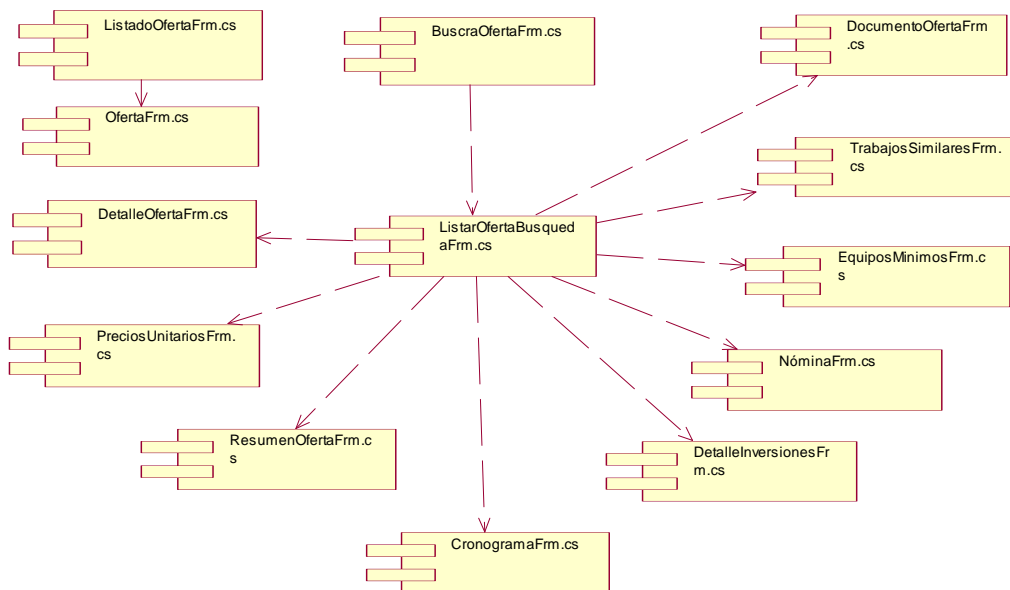 ListadoOfertaFrm.cs
BuscraOfertaFrm.cs
DocumentoOfertaFrm
.cs
OfertaFrm.cs
TrabajosSimilaresFrm.
cs
DetalleOfertaFrm.cs
ListarOfertaBusqued
aFrm.cs
EquiposMinimosFrm.c
s
PreciosUnitariosFrm.
cs
NóminaFrm.cs
ResumenOfertaFrm.c
s
DetalleInversionesFr
m.cs
CronogramaFrm.cs